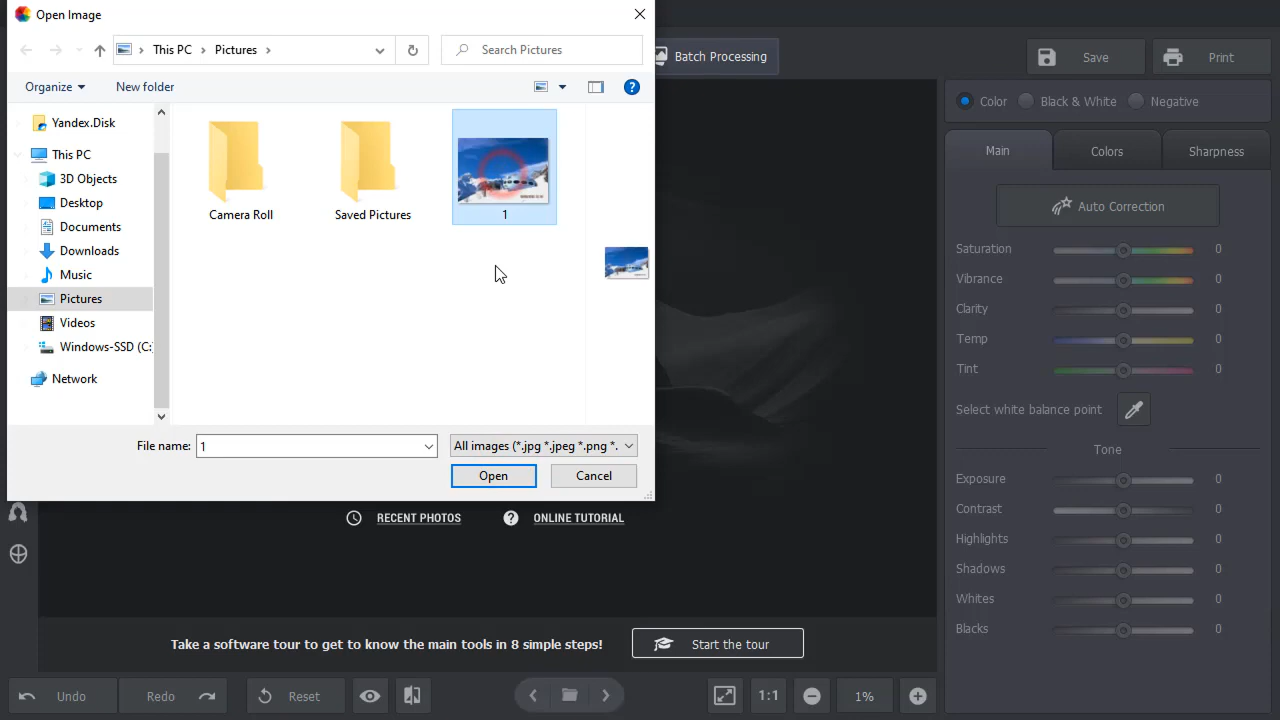 Open Image
This PC
Pictures
Search Pictures
Batch Processing
Save
Print
Organize
New folder
Color
Black & White
Negative
Yandex.Disk
This PC
3D Objects
Desktop
Documents
Downloads
Music
Pictures
Videos
Windows-SSD (C:
Network
Camera Roll
Saved Pictures
1
Main
Colors
Sharpness
Auto Correction
Saturation 0
Vibrance 0
Clarity 0
Temp 0
Tint 0
Select white balance point
Tone
Exposure 0
Contrast 0
Highlights 0
Shadows 0
Whites 0
Blacks 0
File name: 1
All images (*.jpg *.jpeg *.png *.
Open
Cancel
RECENT PHOTOS
ONLINE TUTORIAL
Take a software tour to get to know the main tools in 8 simple steps!
Start the tour
Undo
Redo
Reset
1:1
1%